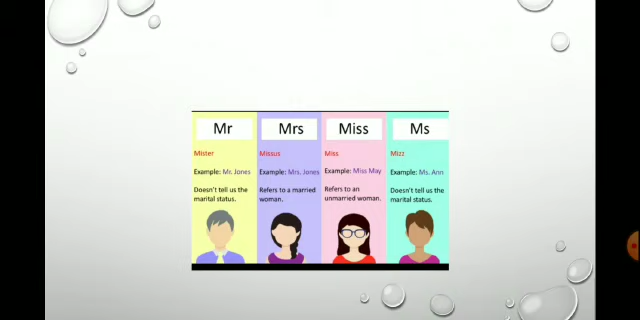 Mr
Mister
Example: Mr. Jones
Doesn't tell us the
marital status.
Mrs
Missus
Example: Mrs. Jones
Refers to a married
woman.
Miss
Miss
Example: Miss May
Refers to an
unmarried woman.
Ms
Mizz
Example: Ms. Ann
Doesn't tell us the
marital status.